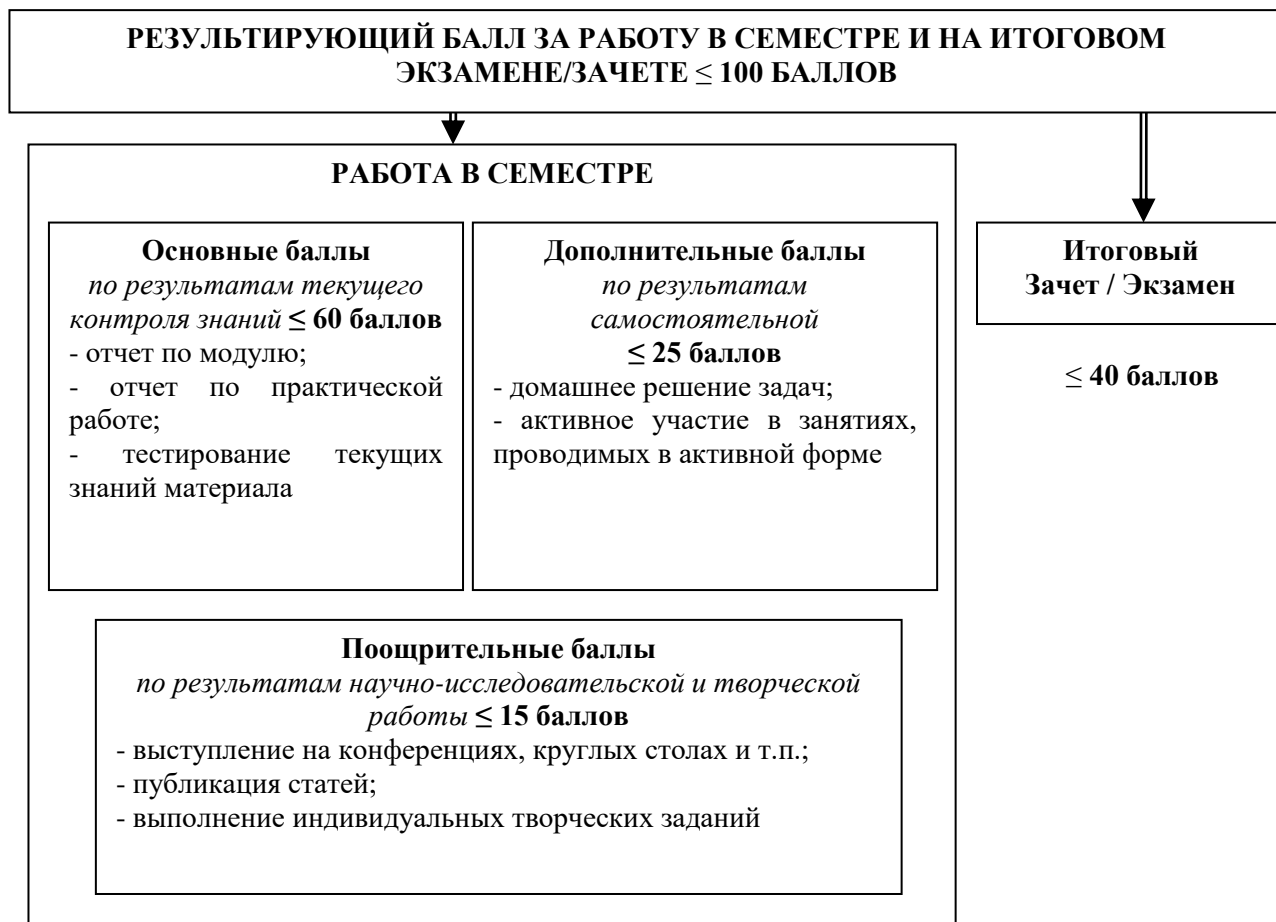 РЕЗУЛЬТИРУЮЩИЙ БАЛЛ ЗА РАБОТУ В СЕМЕСТРЕ И НА ИТОГОВОМ
ЭКЗАМЕНЕ/ЗАЧЕТЕ ≤ 100 БАЛЛОВ
РАБОТА В СЕМЕСТРЕ
Основные баллы
по результатам текущего
контроля знаний ≤ 60 баллов
- отчет по модулю;
- отчет по практической
работе;
- тестирование текущих
знаний материала
Дополнительные баллы
по результатам
самостоятельной
≤ 25 баллов
- домашнее решение задач;
- активное участие в занятиях,
проводимых в активной форме
Итоговый
Зачет / Экзамен
≤ 40 баллов
Поощрительные баллы
по результатам научно-исследовательской и творческой
работы ≤ 15 баллов
- выступление на конференциях, круглых столах и т.п.;
- публикация статей;
- выполнение индивидуальных творческих заданий